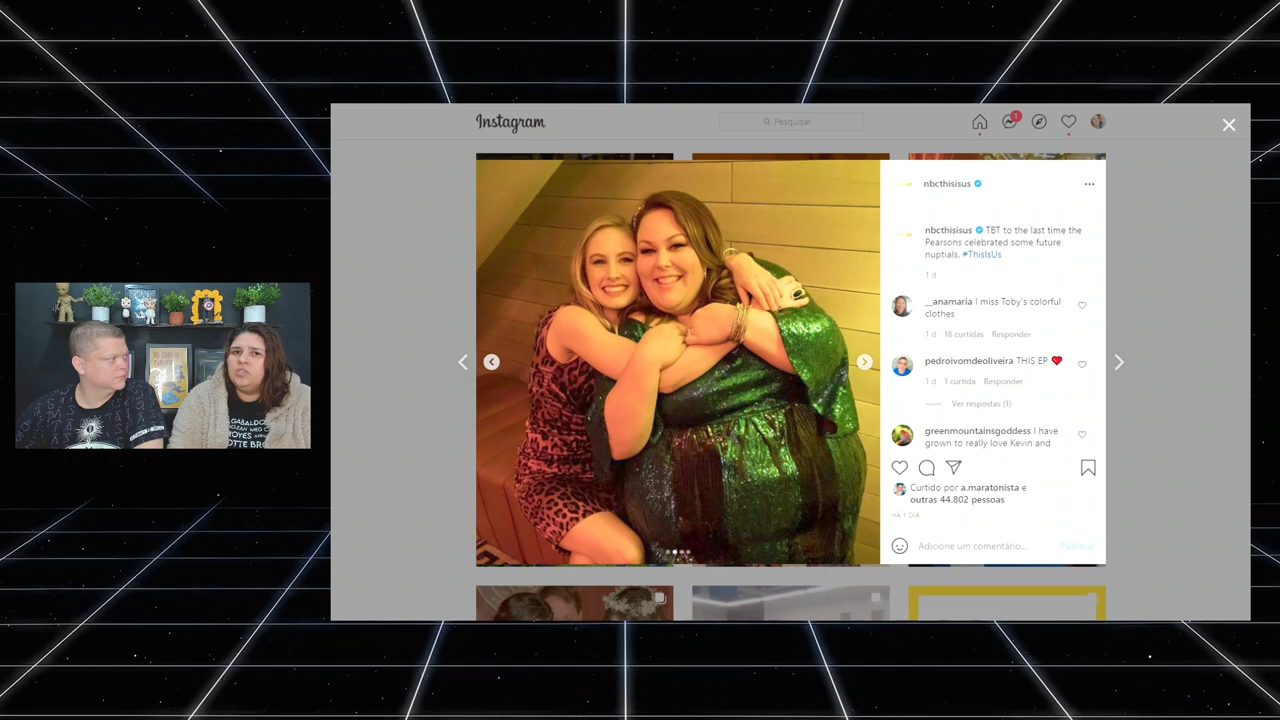 Instagram
Pesquisar
1
nbcthisisus
nbcthisisus TBT to the last time the
Pearsons celebrated some future
nuptials. #ThisIsUs
1 d
__anamaria I miss Toby's colorful
clothes
1 d 18 curtidas Responder
pedroivomdeoliveira THIS EP
1 d 1 curtida Responder
Ver respostas (1)
greenmountainsgoddess I have
grown to really love Kevin and
Curtido por a.maratonista e
outras 44.802 pessoas
HÁ 1 DIA
Adicione um comentário...
Publicar